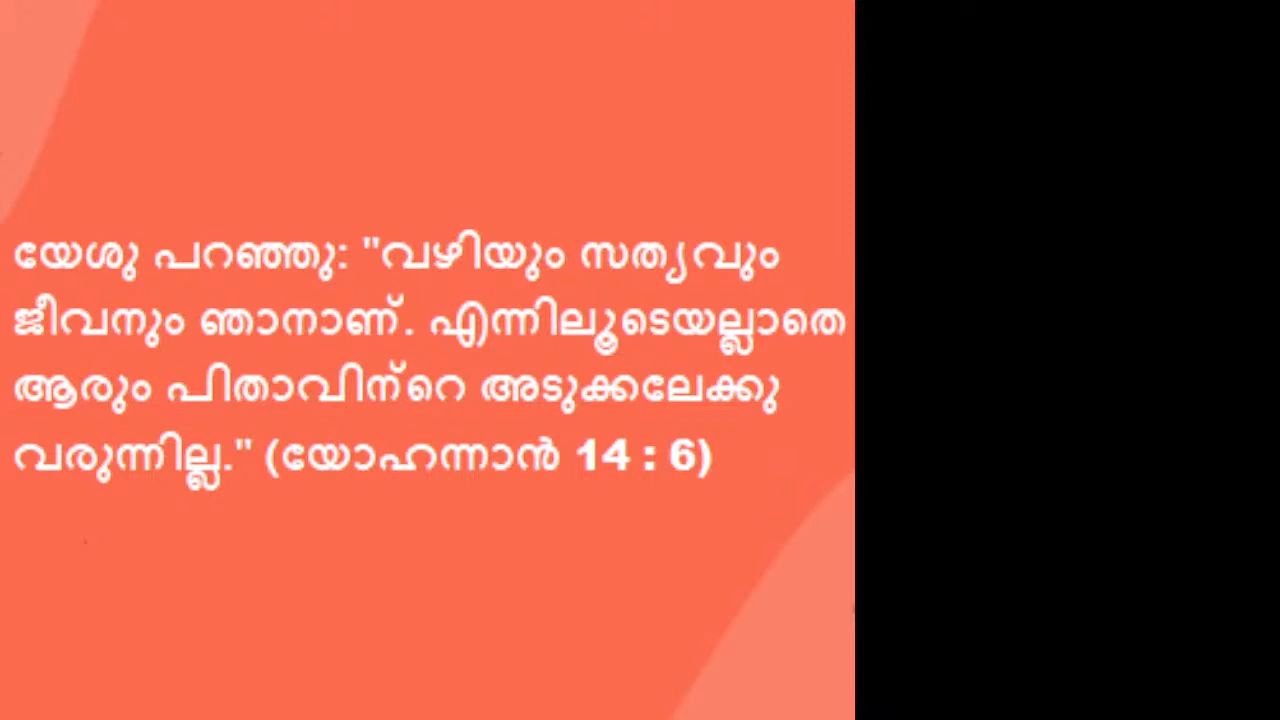 യേശു പറഞ്ഞു: "വഴിയും സത്യവും
ജീവനും ഞാനാണ്. എന്നിലൂടെയല്ലാതെ
ആരും പിതാവിന്‍റെ അടുക്കലേക്കു
വരുന്നില്ല." (യോഹന്നാൻ 14 : 6)